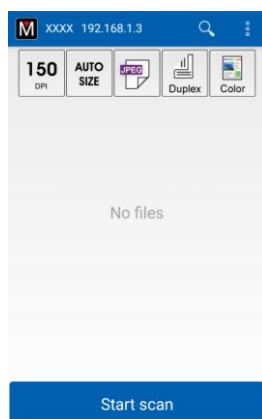 M XXXX 192.168.1.3
150 DPI AUTO SIZE JPEG Duplex Color
No files
Start scan